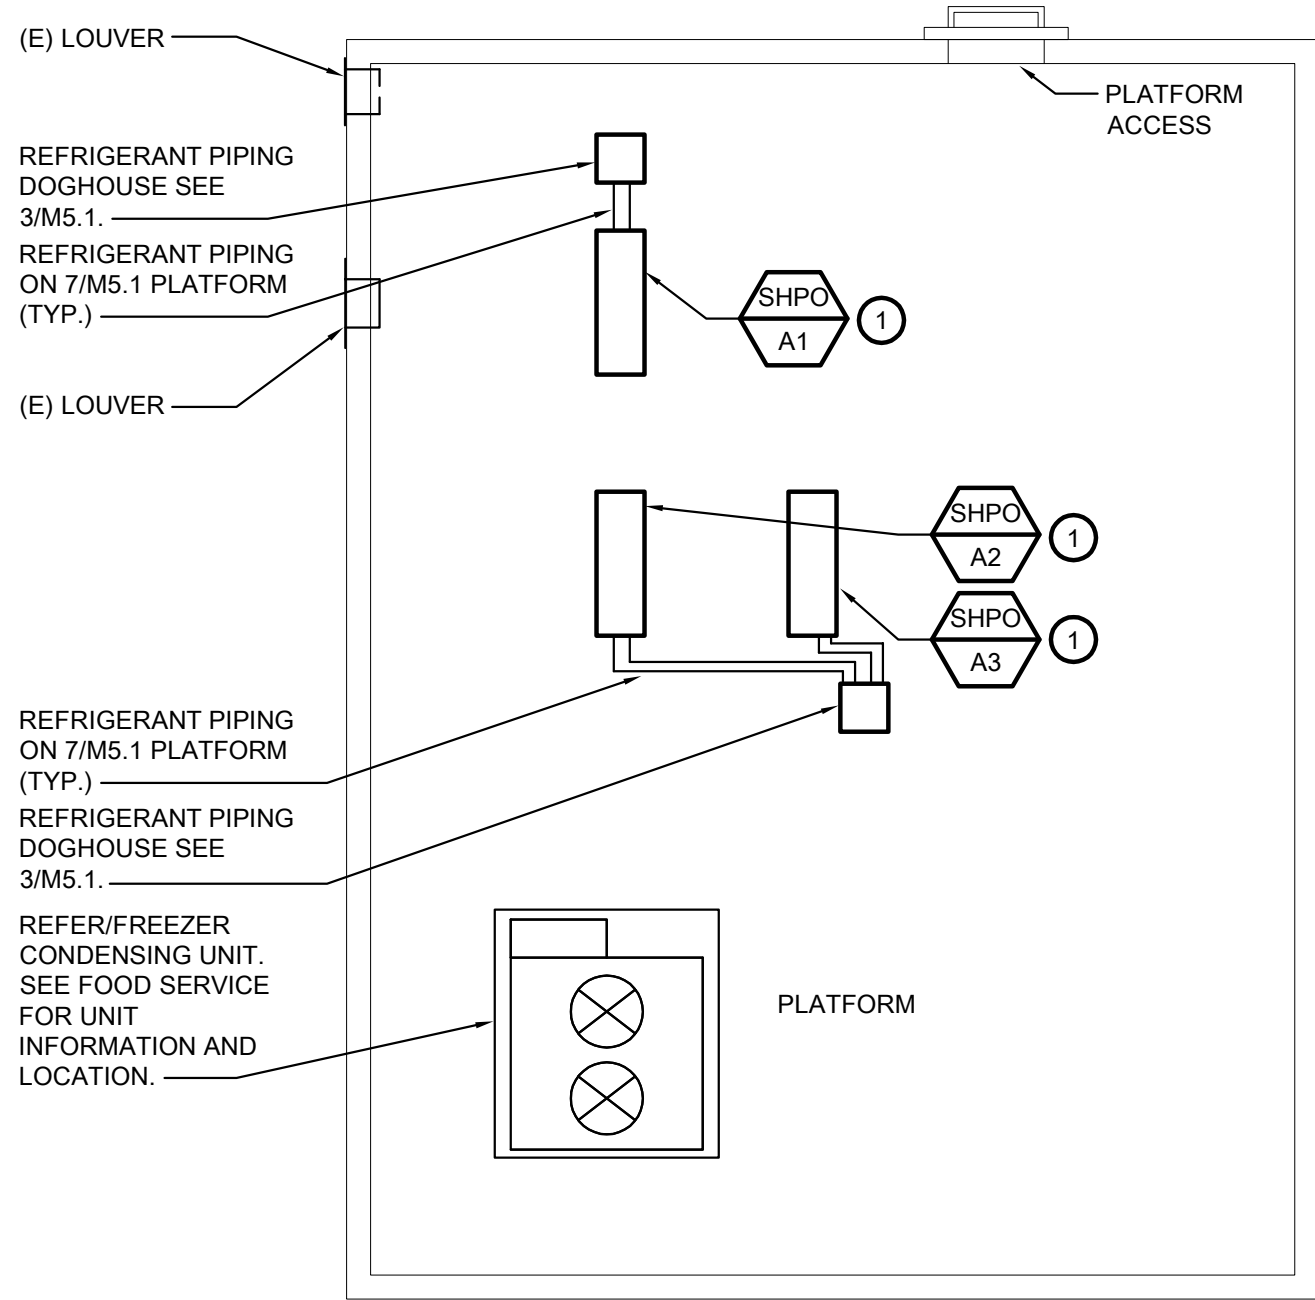 (E) LOUVER
PLATFORM
ACCESS
REFRIGERANT PIPING
DOGHOUSE SEE
3/M5.1.
REFRIGERANT PIPING
ON 7/M5.1 PLATFORM
(TYP.)
SHPO
A1
1
(E) LOUVER
SHPO
A2
1
SHPO
A3
1
REFRIGERANT PIPING
ON 7/M5.1 PLATFORM
(TYP.)
REFRIGERANT PIPING
DOGHOUSE SEE
3/M5.1.
REFER/FREEZER
CONDENSING UNIT.
SEE FOOD SERVICE
FOR UNIT
INFORMATION AND
LOCATION.
PLATFORM